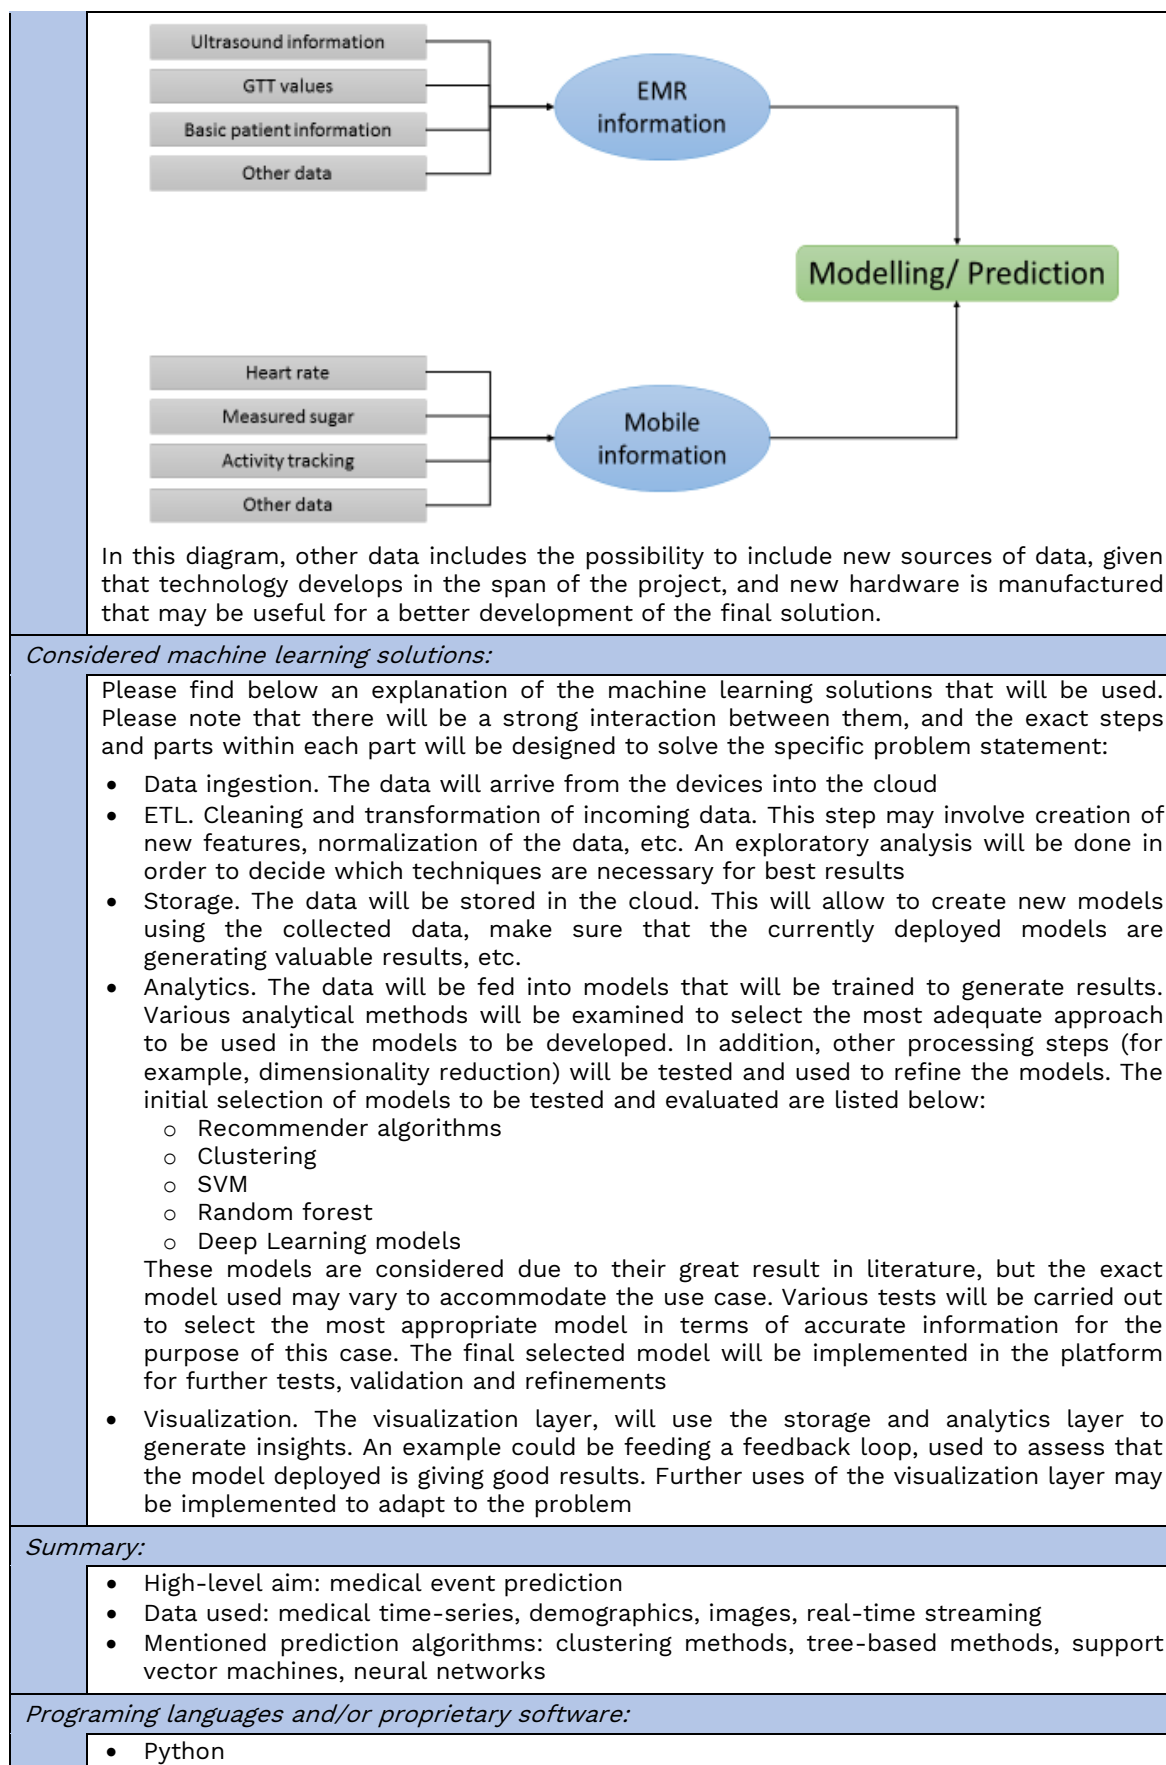 Ultrasound information
GTT values
Basic patient information
Other data
EMR
information
Modelling/ Prediction
Heart rate
Measured sugar
Activity tracking
Other data
Mobile
information
In this diagram, other data includes the possibility to include new sources of data, given
that technology develops in the span of the project, and new hardware is manufactured
that may be useful for a better development of the final solution.
Considered machine learning solutions:
Please find below an explanation of the machine learning solutions that will be used.
Please note that there will be a strong interaction between them, and the exact steps
and parts within each part will be designed to solve the specific problem statement:
• Data ingestion. The data will arrive from the devices into the cloud
• ETL. Cleaning and transformation of incoming data. This step may involve creation of
new features, normalization of the data, etc. An exploratory analysis will be done in
order to decide which techniques are necessary for best results
• Storage. The data will be stored in the cloud. This will allow to create new models
using the collected data, make sure that the currently deployed models are
generating valuable results, etc.
• Analytics. The data will be fed into models that will be trained to generate results.
Various analytical methods will be examined to select the most adequate approach
to be used in the models to be developed. In addition, other processing steps (for
example, dimensionality reduction) will be tested and used to refine the models. The
initial selection of models to be tested and evaluated are listed below:
o Recommender algorithms
o Clustering
o SVM
o Random forest
o Deep Learning models
These models are considered due to their great result in literature, but the exact
model used may vary to accommodate the use case. Various tests will be carried out
to select the most appropriate model in terms of accurate information for the
purpose of this case. The final selected model will be implemented in the platform
for further tests, validation and refinements
• Visualization. The visualization layer, will use the storage and analytics layer to
generate insights. An example could be feeding a feedback loop, used to assess that
the model deployed is giving good results. Further uses of the visualization layer may
be implemented to adapt to the problem
Summary:
• High-level aim: medical event prediction
• Data used: medical time-series, demographics, images, real-time streaming
• Mentioned prediction algorithms: clustering methods, tree-based methods, support
vector machines, neural networks
Programing languages and/or proprietary software:
• Python